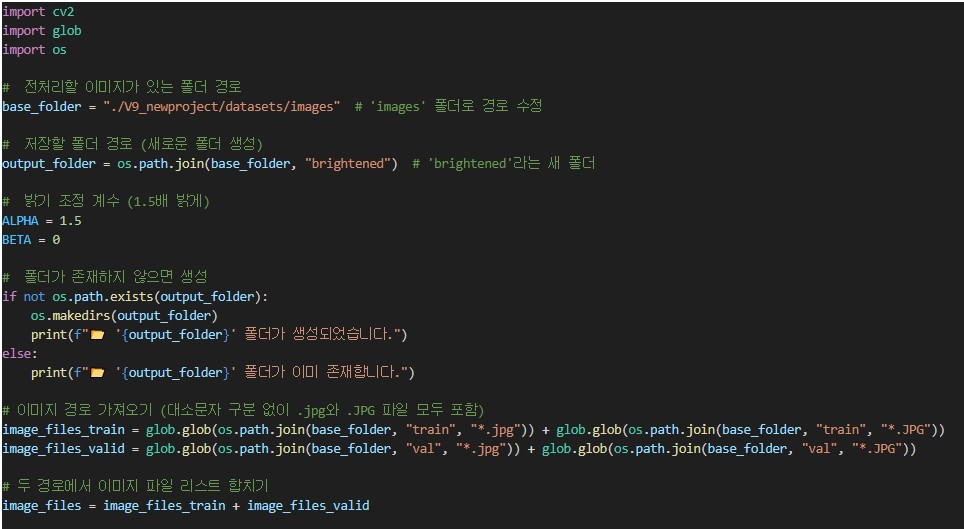 import cv2
import glob
import os
#  전처리할 이미지가 있는 폴더 경로
base_folder = "./V9_newproject/datasets/images"  # 'images' 폴더로 경로 수정
#  저장할 폴더 경로 (새로운 폴더 생성)
output_folder = os.path.join(base_folder, "brightened")  # 'brightened'라는 새 폴더
#  밝기 조정 계수 (1.5배 밝게)
ALPHA = 1.5
BETA = 0
#  폴더가 존재하지 않으면 생성
if not os.path.exists(output_folder):
    os.makedirs(output_folder)
    print(f"📂 '{output_folder}' 폴더가 생성되었습니다.")
else:
    print(f"📂 '{output_folder}' 폴더가 이미 존재합니다.")
# 이미지 경로 가져오기 (대소문자 구분 없이 .jpg와 .JPG 파일 모두 포함)
image_files_train = glob.glob(os.path.join(base_folder, "train", "*.jpg")) + glob.glob(os.path.join(base_folder, "train", "*.JPG"))
image_files_valid = glob.glob(os.path.join(base_folder, "val", "*.jpg")) + glob.glob(os.path.join(base_folder, "val", "*.JPG"))
# 두 경로에서 이미지 파일 리스트 합치기
image_files = image_files_train + image_files_valid